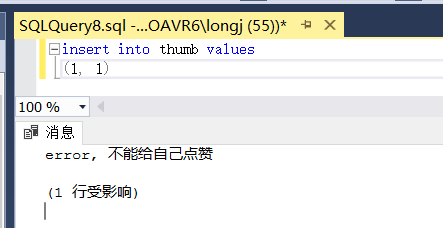 SQLQuery8.sql -...OAVR6\longj (55))*
insert into thumb values
(1, 1)
100 %
消息
error, 不能给自己点赞
(1 行受影响)